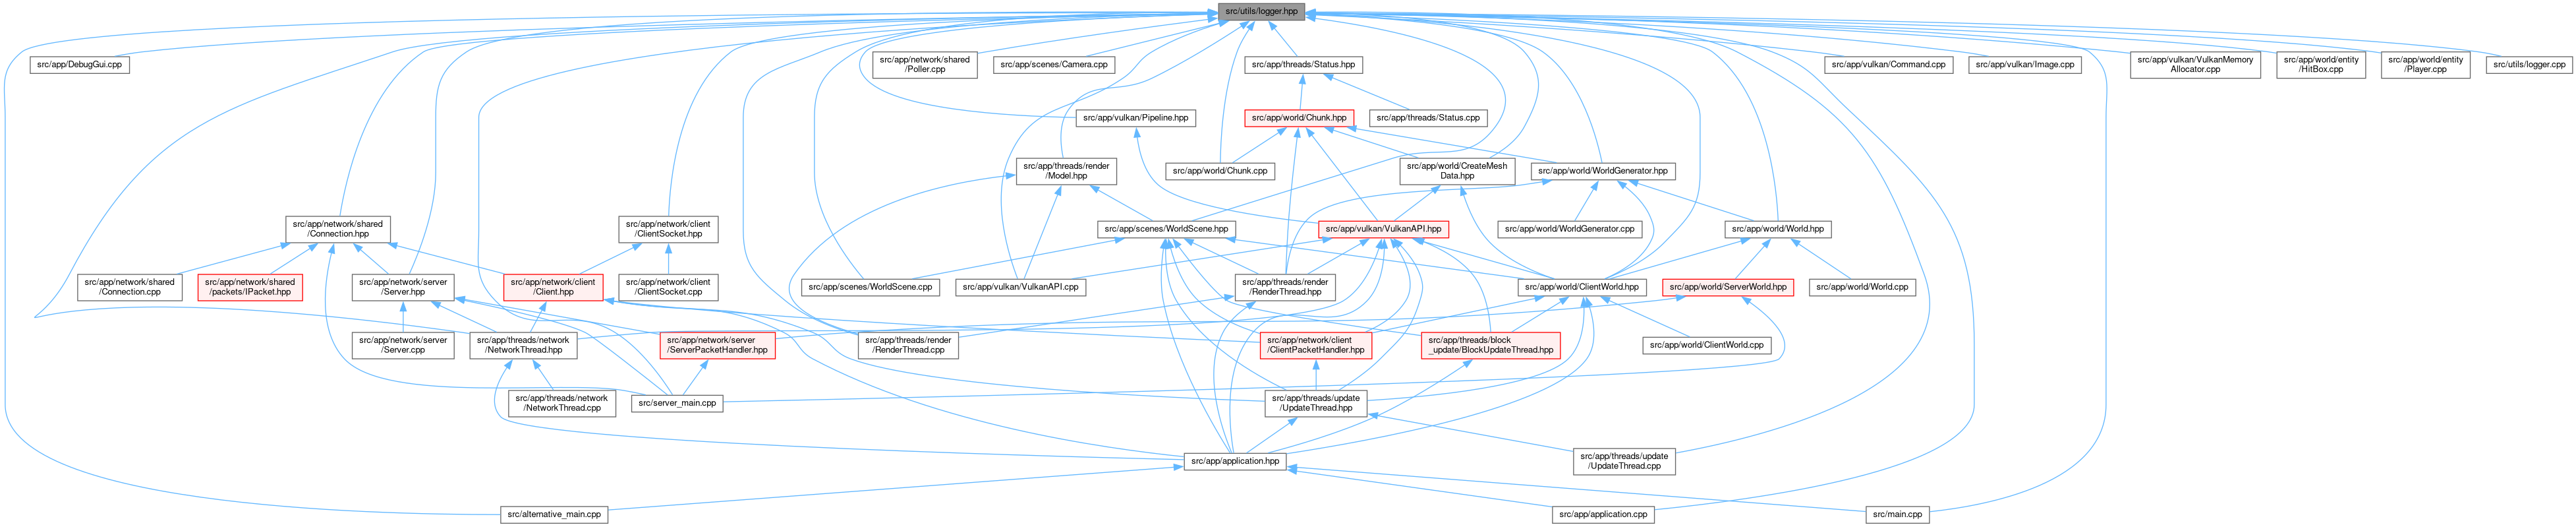 src/utils/logger.hpp
src/app/DebugGui.cpp
src/app/network/shared
/Poller.cpp
src/app/scenes/Camera.cpp
src/app/threads/Status.hpp
src/app/vulkan/Command.cpp
src/app/vulkan/Image.cpp
src/app/vulkan/VulkanMemory
Allocator.cpp
src/app/world/entity
/HitBox.cpp
src/app/world/entity
/Player.cpp
src/utils/logger.cpp
src/app/vulkan/Pipeline.hpp
src/app/world/Chunk.hpp
src/app/threads/Status.cpp
src/app/threads/render
/Model.hpp
src/app/world/Chunk.cpp
src/app/world/CreateMesh
Data.hpp
src/app/world/WorldGenerator.hpp
src/app/network/shared
/Connection.hpp
src/app/network/client
/ClientSocket.hpp
src/app/scenes/WorldScene.hpp
src/app/vulkan/VulkanAPI.hpp
src/app/world/WorldGenerator.cpp
src/app/world/World.hpp
src/app/network/shared
/Connection.cpp
src/app/network/shared
/packets/IPacket.hpp
src/app/network/server
/Server.hpp
src/app/network/client
/Client.hpp
src/app/network/client
/ClientSocket.cpp
src/app/scenes/WorldScene.cpp
src/app/vulkan/VulkanAPI.cpp
src/app/threads/render
/RenderThread.hpp
src/app/world/ClientWorld.hpp
src/app/world/ServerWorld.hpp
src/app/world/World.cpp
src/app/network/server
/Server.cpp
src/app/threads/network
/NetworkThread.hpp
src/app/network/server
/ServerPacketHandler.hpp
src/app/threads/render
/RenderThread.cpp
src/app/network/client
/ClientPacketHandler.hpp
src/app/threads/block
_update/BlockUpdateThread.hpp
src/app/world/ClientWorld.cpp
src/app/threads/network
/NetworkThread.cpp
src/server_main.cpp
src/app/threads/update
/UpdateThread.hpp
src/app/application.hpp
src/app/threads/update
/UpdateThread.cpp
src/alternative_main.cpp
src/app/application.cpp
src/main.cpp